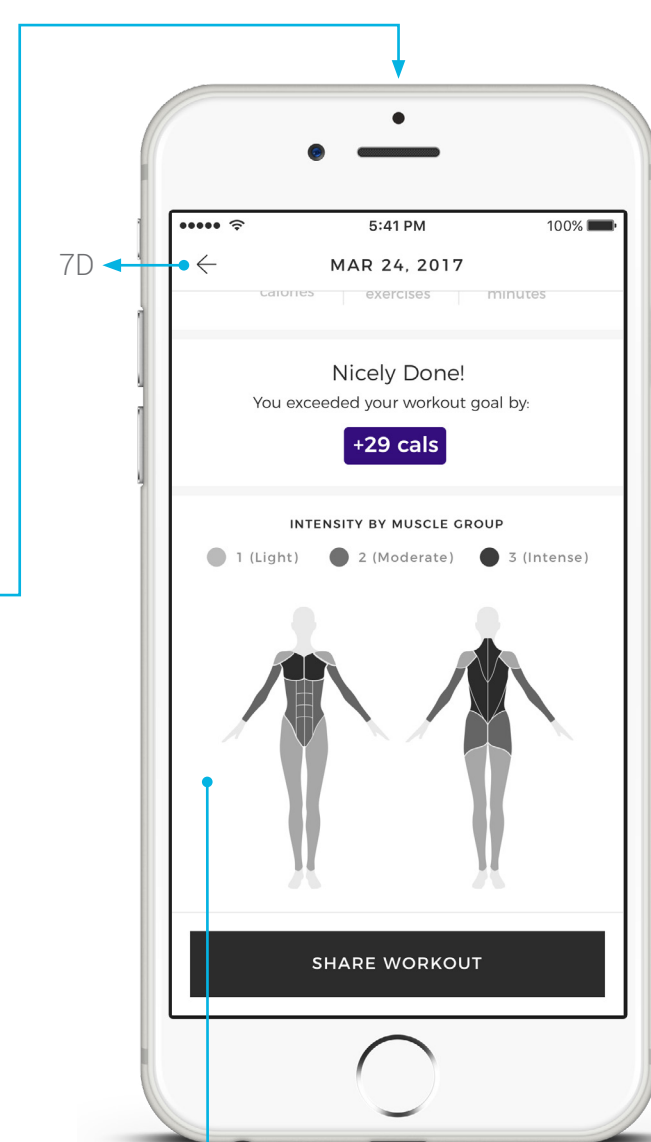 5:41 PM 100%
7D
MAR 24, 2017
calories exercises minutes
Nicely Done!
You exceeded your workout goal by:
+29 cals
INTENSITY BY MUSCLE GROUP
1 (Light) 2 (Moderate) 3 (Intense)
SHARE WORKOUT